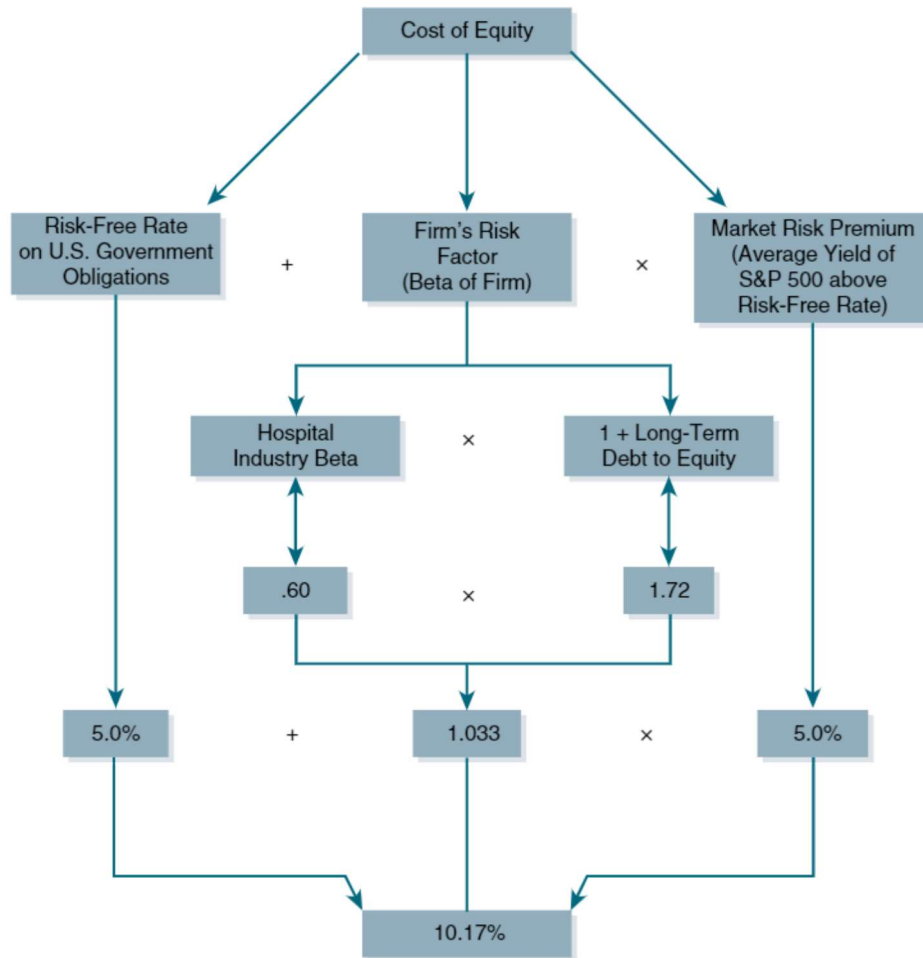 Cost of Equity
Risk-Free Rate
on U.S. Government
Obligations
+
Firm's Risk
Factor
(Beta of Firm)
×
Market Risk Premium
(Average Yield of
S&P 500 above
Risk-Free Rate)
Hospital
Industry Beta
×
1 + Long-Term
Debt to Equity
.60
×
1.72
5.0%
+
1.033
×
5.0%
10.17%